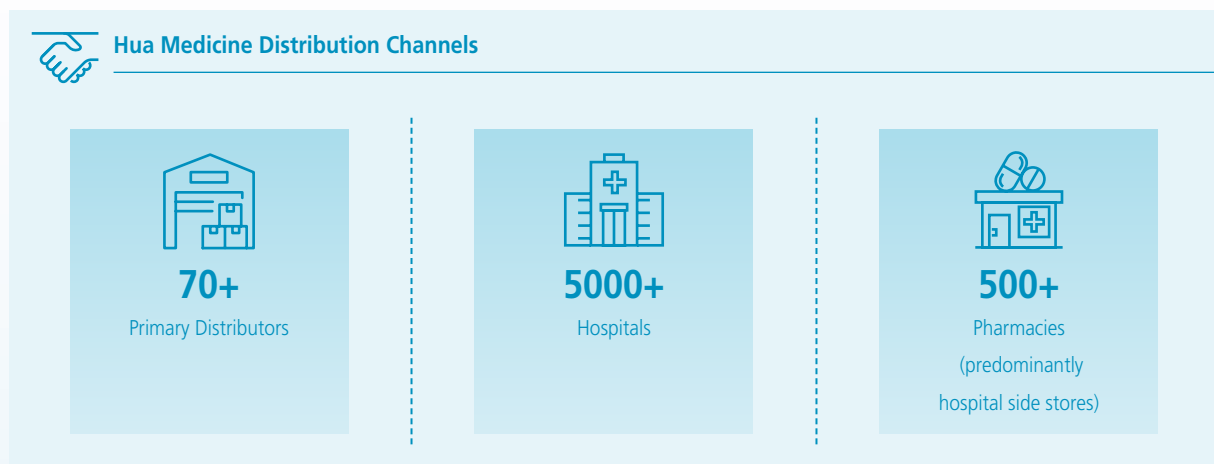 Hua Medicine Distribution Channels
70+
Primary Distributors
5000+
Hospitals
500+
Pharmacies
(predominantly
hospital side stores)